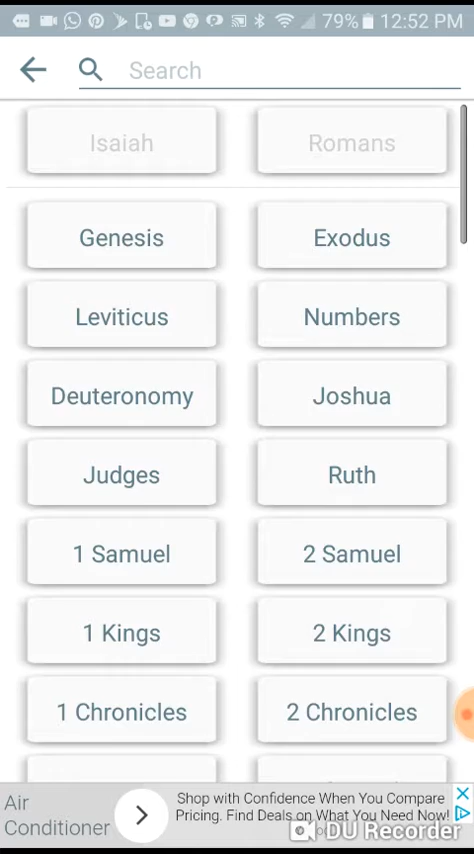 79% 12:52 PM
Search
Isaiah Romans
Genesis Exodus
Leviticus Numbers
Deuteronomy Joshua
Judges Ruth
1 Samuel 2 Samuel
1 Kings 2 Kings
1 Chronicles 2 Chronicles
Air
Conditioner
Shop with Confidence When You Compare
Pricing. Find Deals on What You Need Now!
DU Recorder